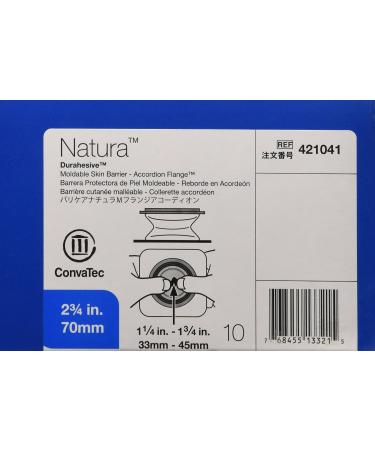 Natura™
Durahesive™
Moldable Skin Barrier - Accordion Flange™
Barrera Protectora de Piel Moldeable - Reborde en Acordeón
Barrière cutanée malléable - Collerette accordéon
バリケアナチュラMフランジアコーディオン
REF
注文番号 421041
ConvaTec
2¾ in.
70mm
1¼ in. - 1¾ in.
33mm - 45mm
10
7 68455 13321 5